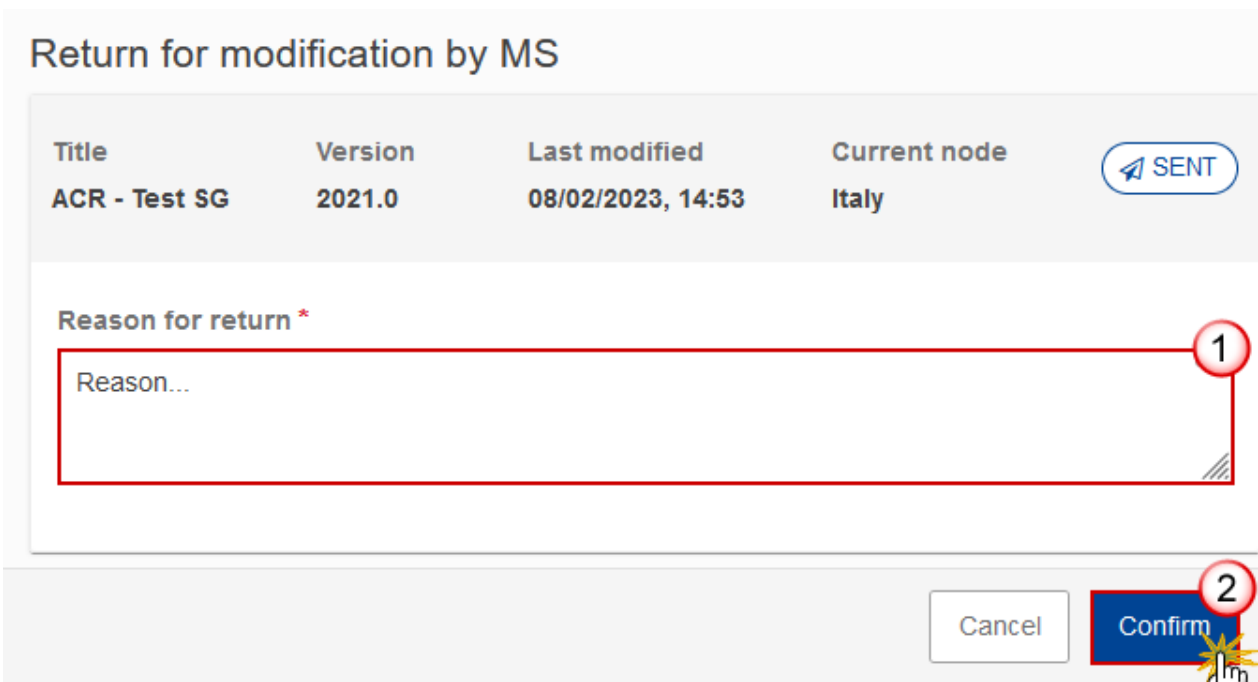 Return for modification by MS
Title Version Last modified Current node SENT
ACR - Test SG 2021.0 08/02/2023, 14:53 Italy
Reason for return *
1
Reason...
2
Cancel Confirm